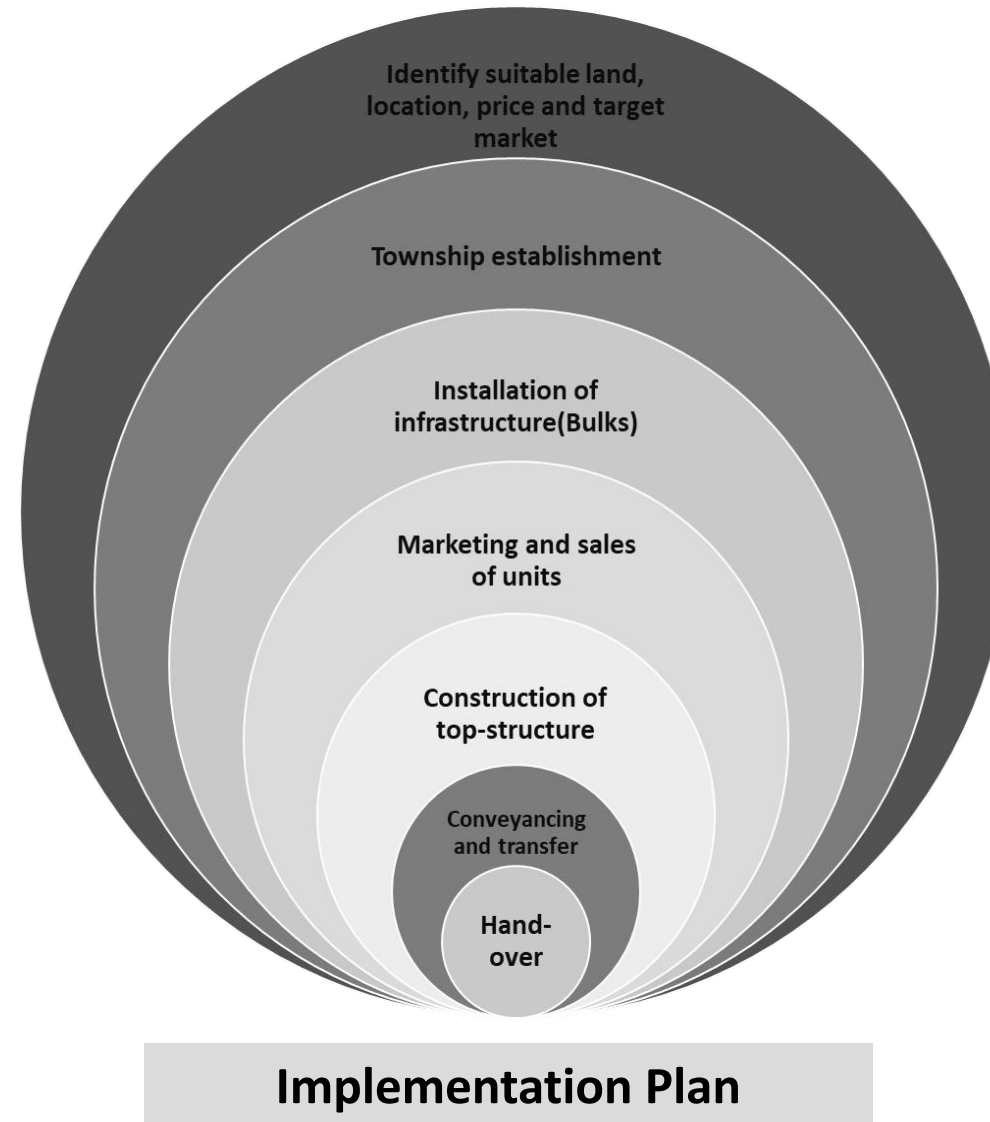 Identify suitable land,
location, price and target
market
Township establishment
Installation of
infrastructure(Bulks)
Marketing and sales
of units
Construction of
top-structure
Conveyancing
and transfer
Hand-
over
Implementation Plan